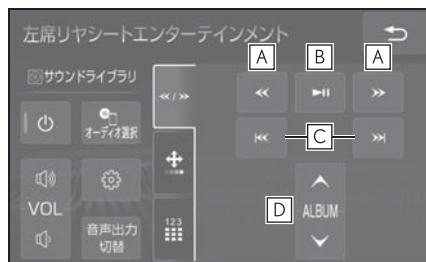 左席リヤシートエンターテインメント
サウンドライブラリ
A B A
オーディオ選択
C
VOL
D ALBUM
音声出力
切替
123